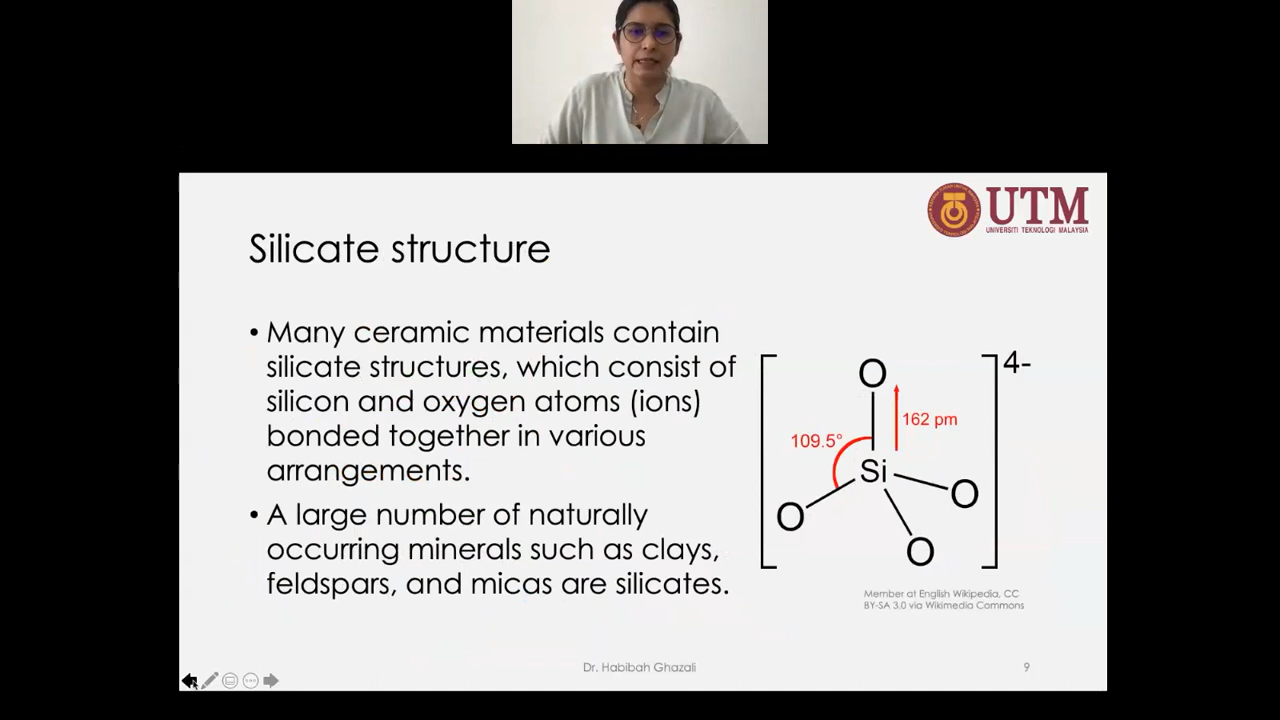 UTM
UNIVERSITI TEKNOLOGI MALAYSIA
Silicate structure
• Many ceramic materials contain
silicate structures, which consist of
silicon and oxygen atoms (ions)
bonded together in various
arrangements.
• A large number of naturally
occurring minerals such as clays,
feldspars, and micas are silicates.
4-
O
162 pm
109.5°
Si
O
O
O
Member at English Wikipedia, CC
BY-SA 3.0 via Wikimedia Commons
Dr. Habibah Ghazali
9